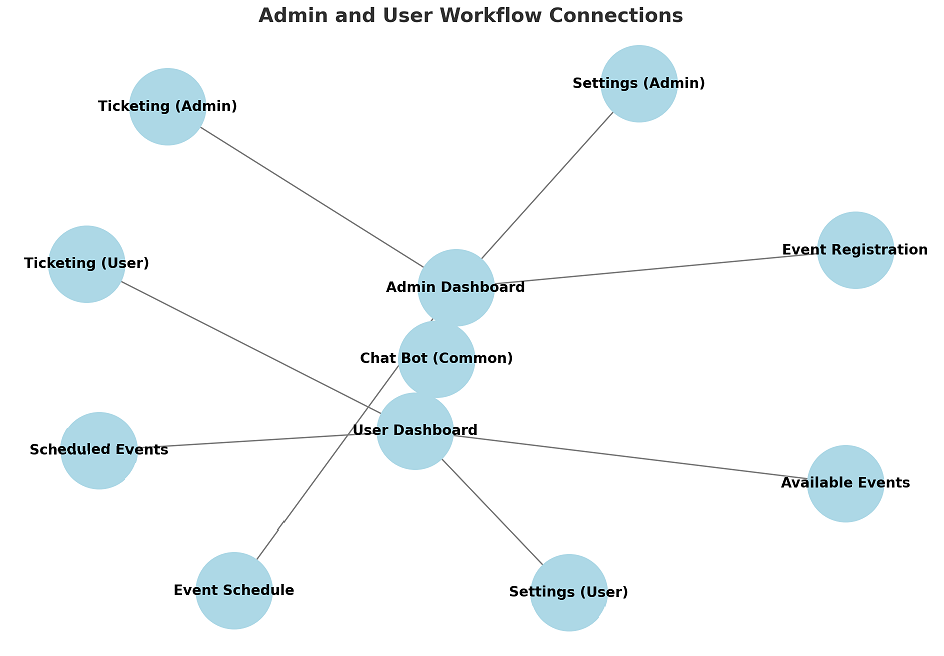 Admin and User Workflow Connections
Settings (Admin)
Ticketing (Admin)
Event Registration
Ticketing (User)
Admin Dashboard
Chat Bot (Common)
User Dashboard
Scheduled Events
Available Events
Event Schedule
Settings (User)